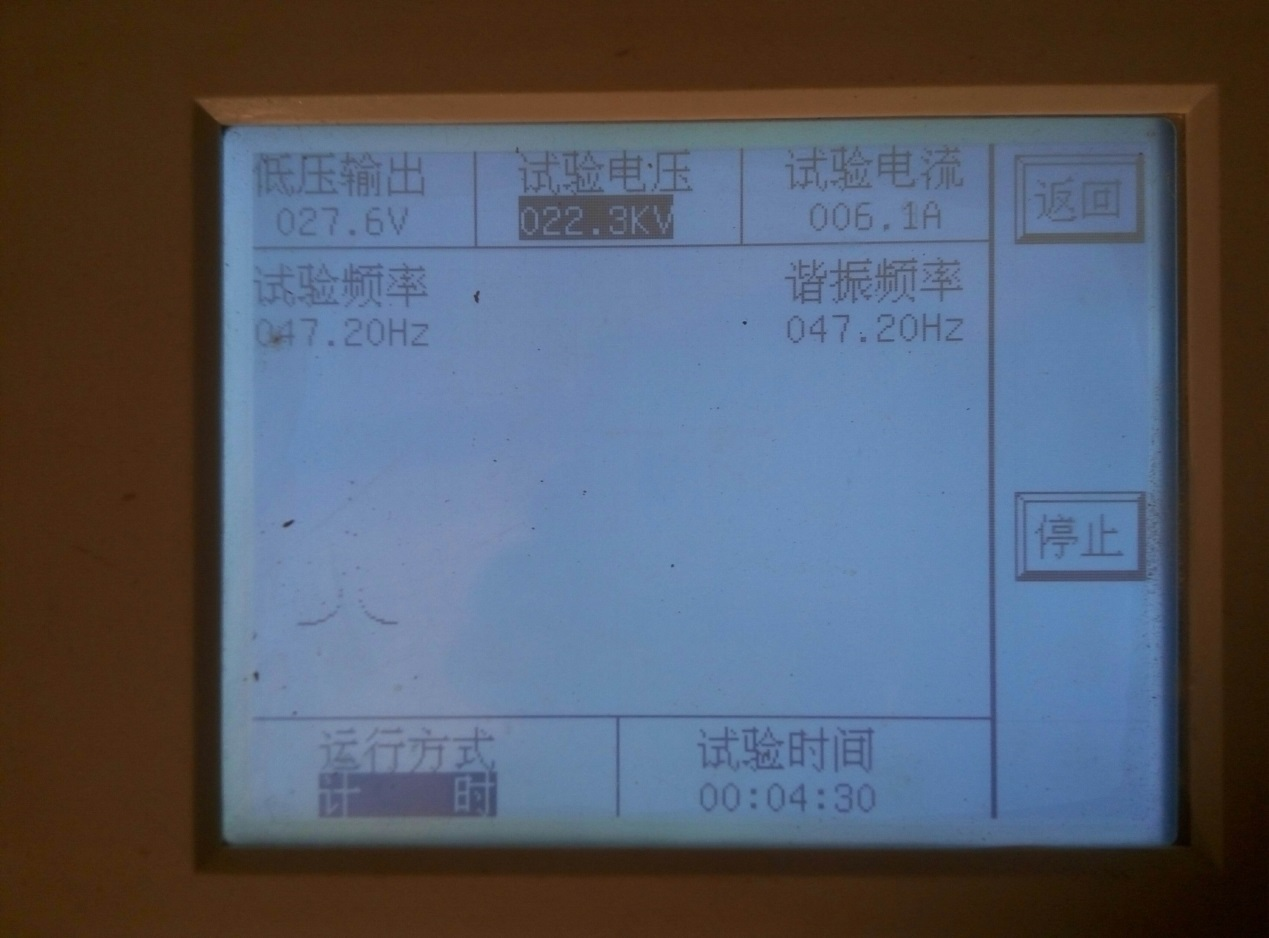 低压输出
027.6V
试验电压
022.3KV
试验电流
006.1A
返回
试验频率
047.20Hz
谐振频率
047.20Hz
停止
运行方式
计 时
试验时间
00:04:30